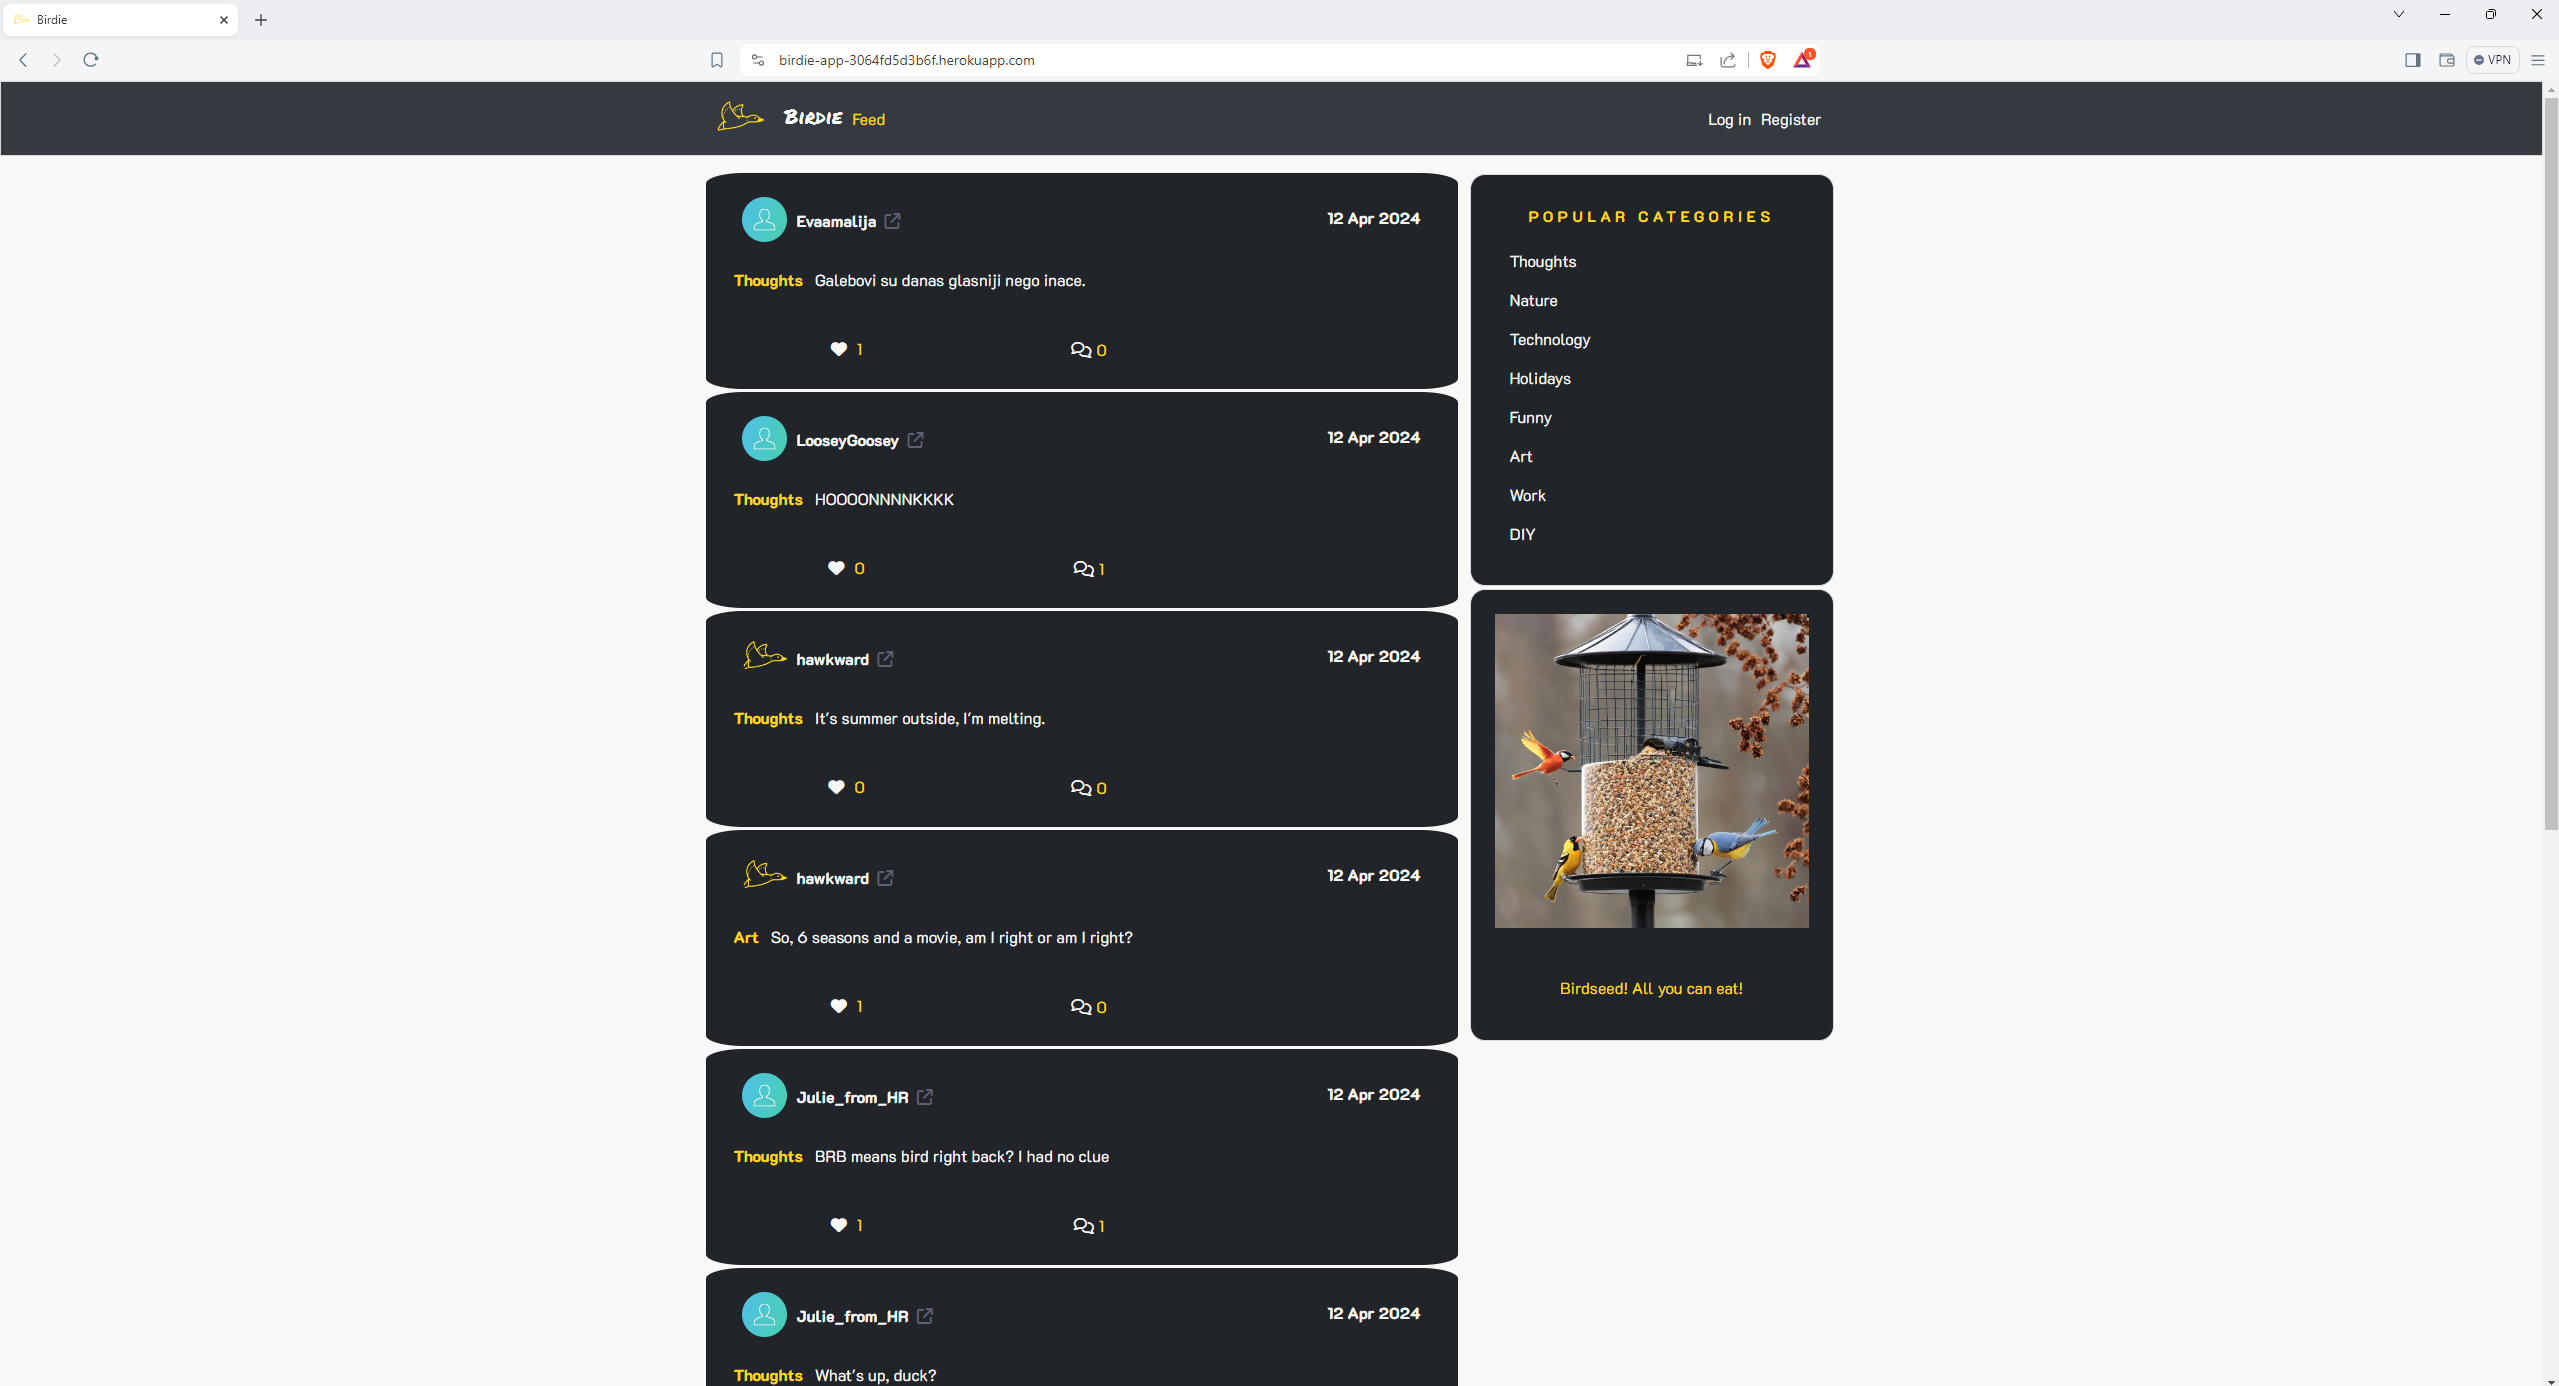 Birdie
birdie-app-3064fd5d3b6f.herokuapp.com
1
VPN
Birdie Feed
Log in Register
Evaamalija
12 Apr 2024
Thoughts Galebovi su danas glasniji nego inace.
1 0
LooseyGoosey
12 Apr 2024
Thoughts HOOOONNNNKKKK
0 1
hawkward
12 Apr 2024
Thoughts It's summer outside, I'm melting.
0 0
hawkward
12 Apr 2024
Art So, 6 seasons and a movie, am I right or am I right?
1 0
Julie_from_HR
12 Apr 2024
Thoughts BRB means bird right back? I had no clue
1 1
Julie_from_HR
12 Apr 2024
Thoughts What's up, duck?
POPULAR CATEGORIES
Thoughts
Nature
Technology
Holidays
Funny
Art
Work
DIY
Birdseed! All you can eat!